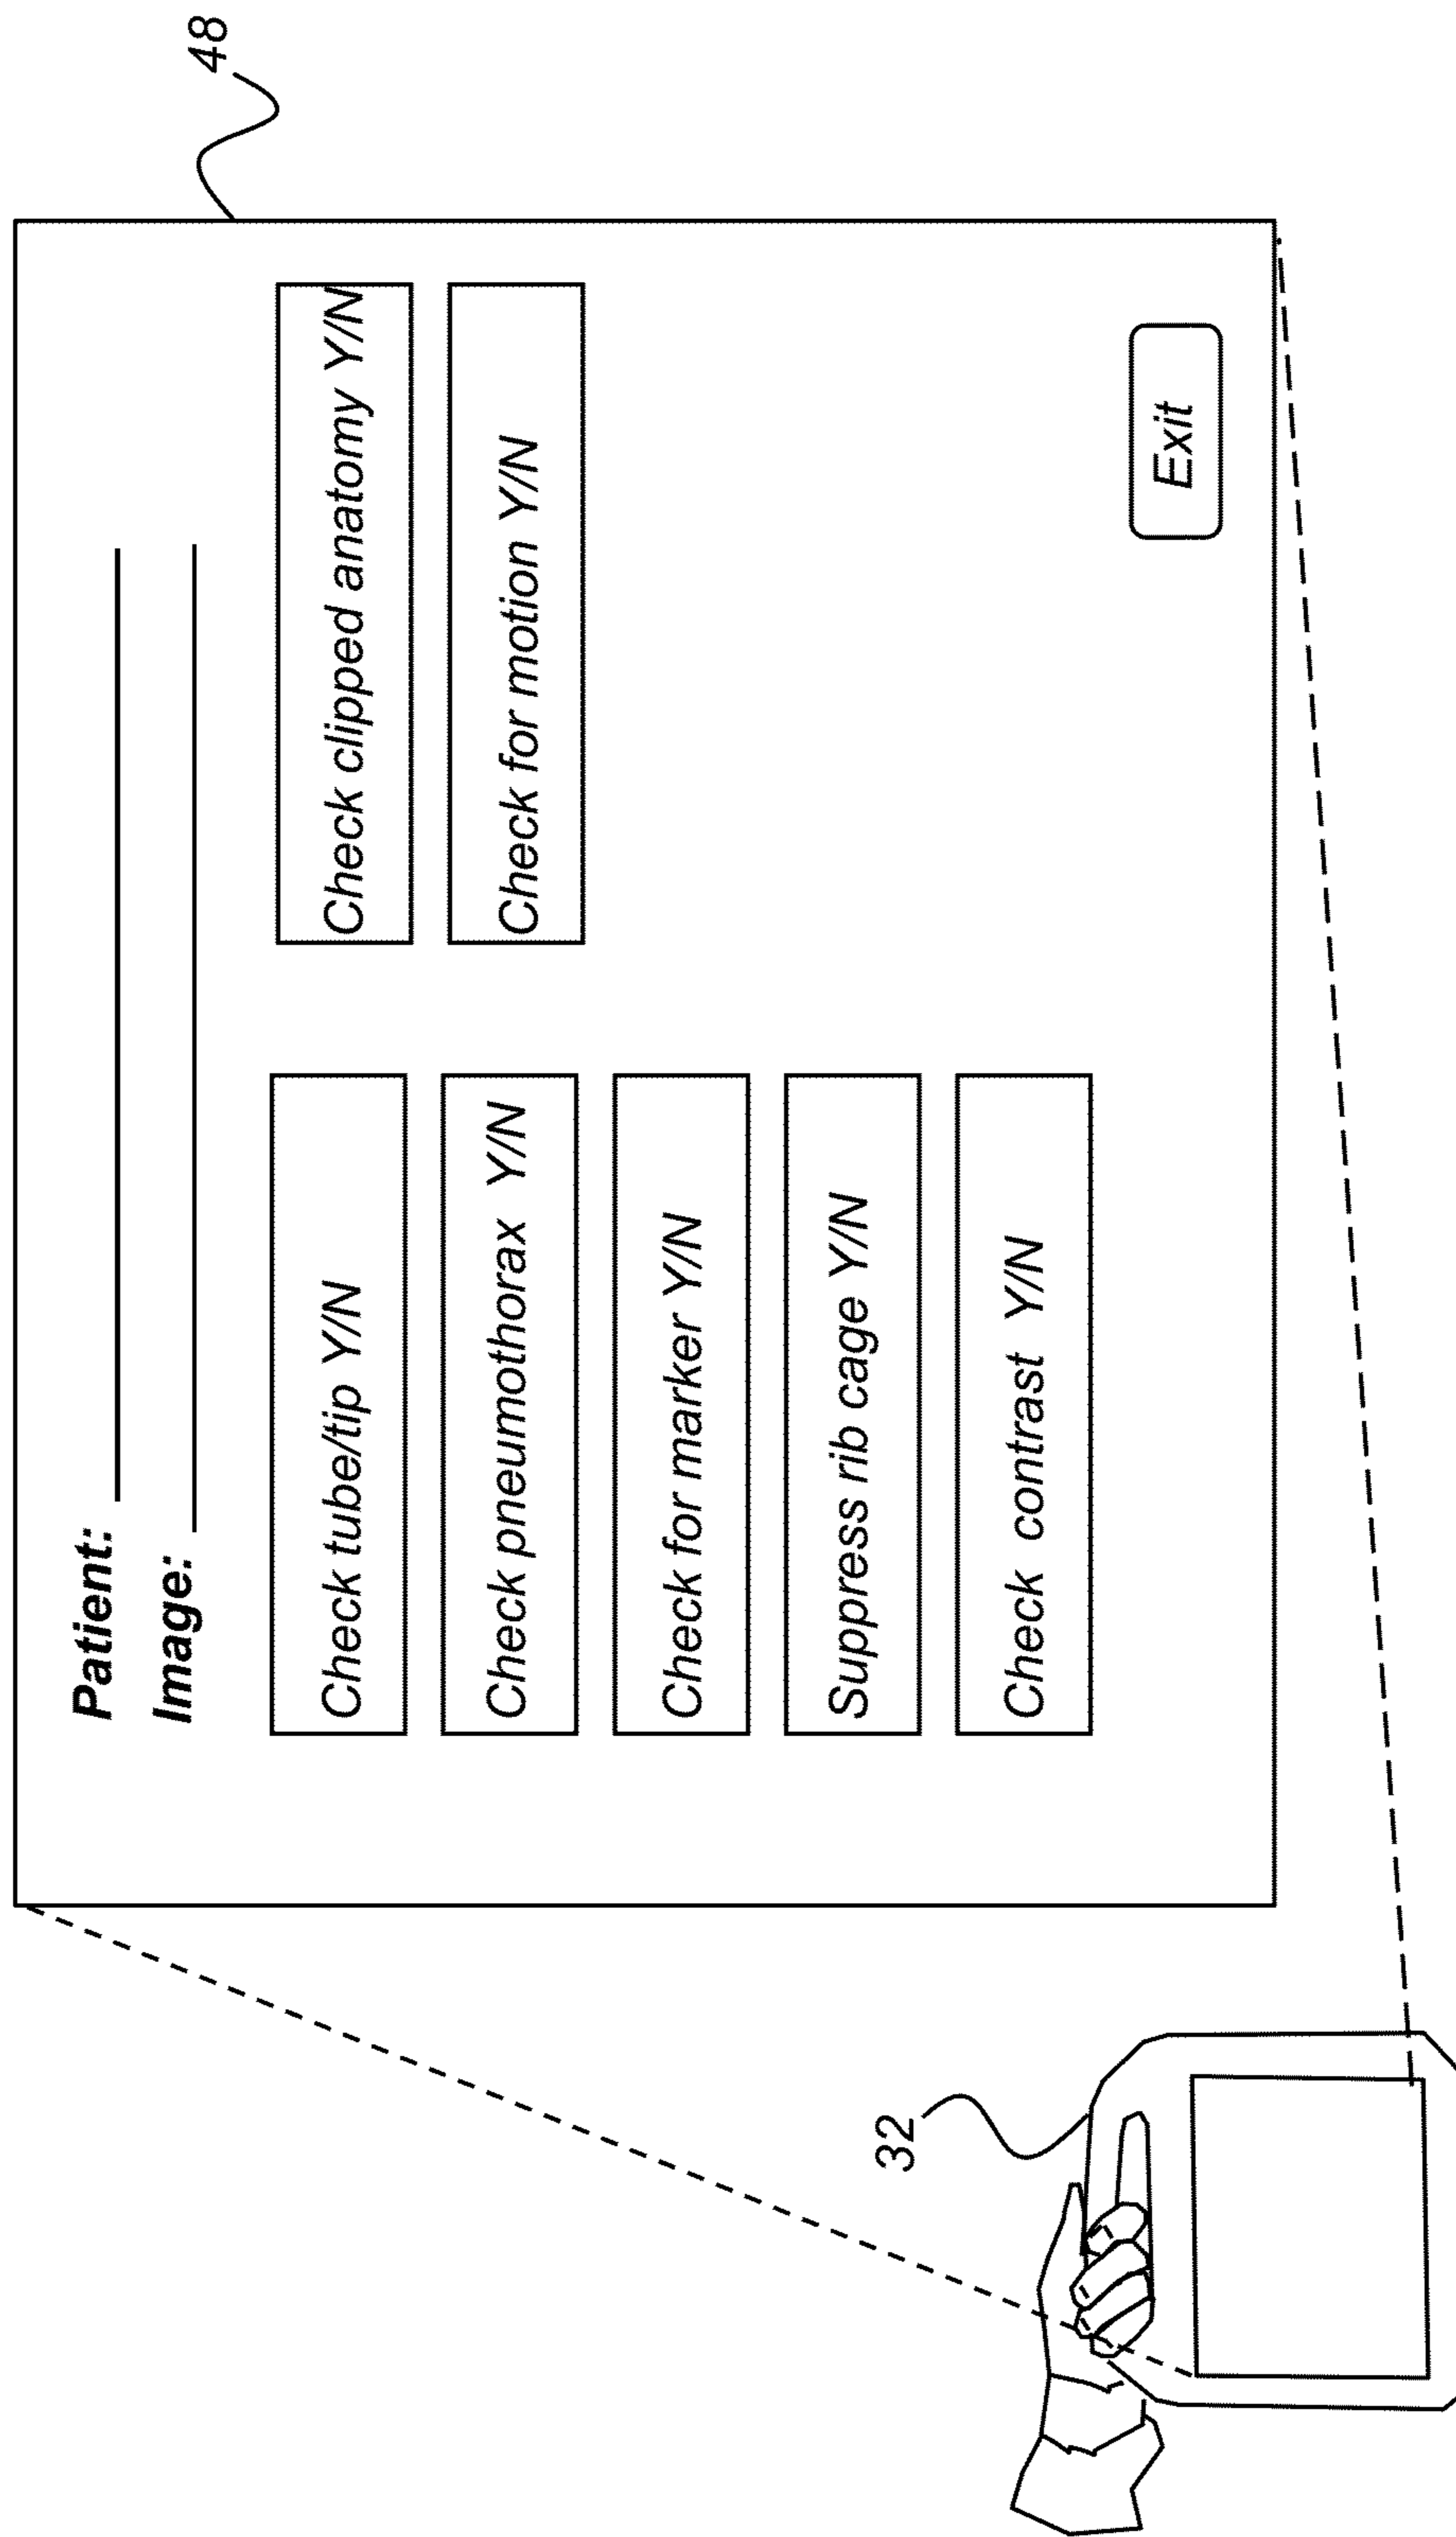 48
Patient:
Image:
Check tube/tip Y/N
Check pneumothorax Y/N
Check for marker Y/N
Suppress rib cage Y/N
Check contrast Y/N
Check clipped anatomy Y/N
Check for motion Y/N
Exit
32